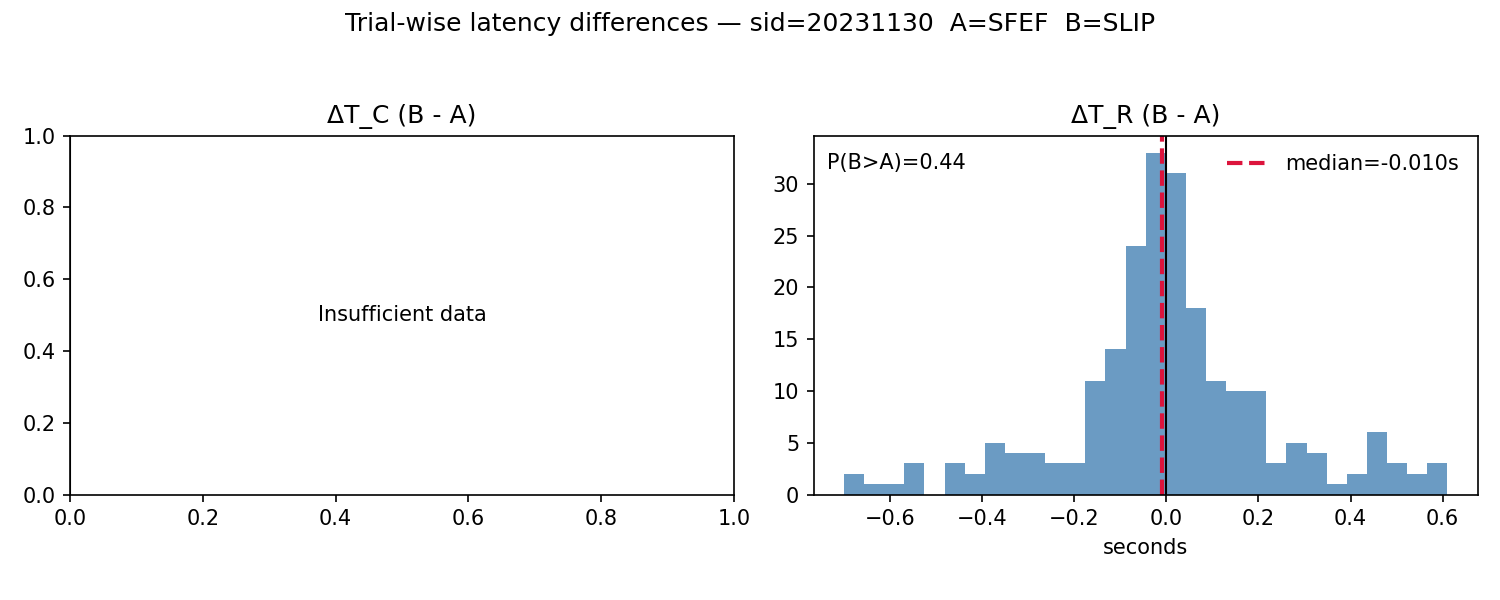 Trial-wise latency differences — sid=20231130  A=SFEF  B=SLIP
ΔT_C (B - A)
1.0
0.8
0.6
0.4
0.2
0.0
Insufficient data
0.0 0.2 0.4 0.6 0.8 1.0
ΔT_R (B - A)
P(B>A)=0.44
median=-0.010s
30
25
20
15
10
5
0
−0.6 −0.4 −0.2 0.0 0.2 0.4 0.6
seconds